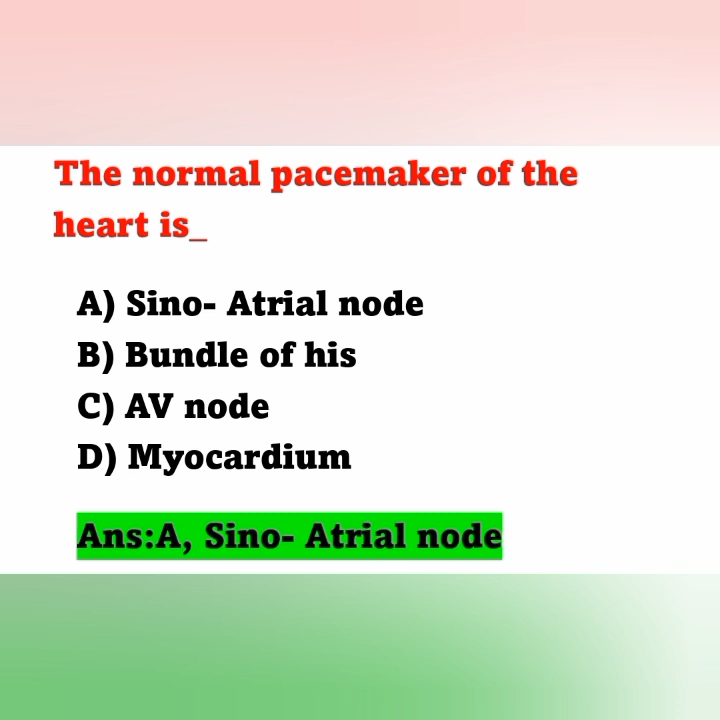 The normal pacemaker of the
heart is_
A) Sino- Atrial node
B) Bundle of his
C) AV node
D) Myocardium
Ans:A, Sino- Atrial node